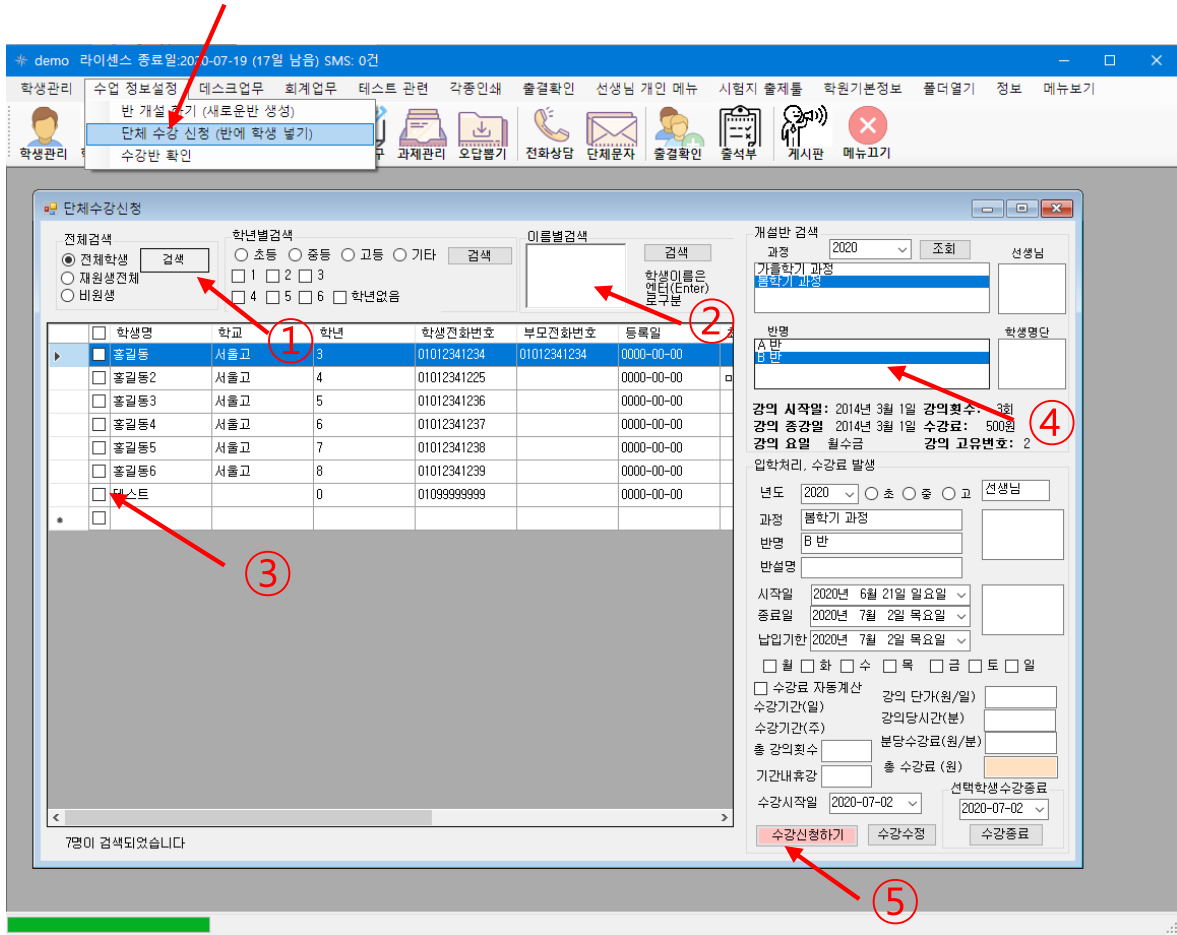 demo 라이센스 종료일:2020-07-19 (17일 남음) SMS: 0건
학생관리 수업 정보설정 데스크업무 회계업무 테스트 관련 각종인쇄 출결확인 선생님 개인 메뉴 시험지 출제툴 학원기본정보 폴더열기 정보 메뉴보기
반 개설 하기 (새로운반 생성)
단체 수강 신청 (반에 학생 넣기)
수강반 확인
학생관리 과제관리 오답뽑기 전화상담 단체문자 출결확인 출석부 게시판 메뉴끄기
단체수강신청
전체검색
전체학생 검색
재원생전체
비원생
학년별검색
초등 중등 고등 기타 검색
1 2 3
4 5 6 학년없음
이름별검색
검색
학생이름은
엔터(Enter)
로구분
①
②
학생명 학교 학년 학생전화번호 부모전화번호 등록일
홍길동 서울고 3 01012341234 01012341234 0000-00-00
홍길동2 서울고 4 01012341225 0000-00-00
홍길동3 서울고 5 01012341236 0000-00-00
홍길동4 서울고 6 01012341237 0000-00-00
홍길동5 서울고 7 01012341238 0000-00-00
홍길동6 서울고 8 01012341239 0000-00-00
테스트 0 01099999999 0000-00-00
③
7명이 검색되었습니다
개설반 검색
과정 2020 조회 선생님
가을학기 과정
봄학기 과정
반명 학생명단
A 반
B 반
④
강의 시작일: 2014년 3월 1일 강의횟수: 3회
강의 종강일 2014년 3월 1일 수강료: 500원
강의 요일 월수금 강의 고유번호: 2
입학처리, 수강료 발생
년도 2020 초 중 고 선생님
과정 봄학기 과정
반명 B 반
반설명
시작일 2020년 6월 21일 일요일
종료일 2020년 7월 2일 목요일
납입기한 2020년 7월 2일 목요일
월 화 수 목 금 토 일
수강료 자동계산 강의 단가(원/일)
수강기간(일) 강의당시간(분)
수강기간(주) 분당수강료(원/분)
총 강의횟수 총 수강료 (원)
기간내휴강
수강시작일 2020-07-02
선택학생수강종료
2020-07-02
수강신청하기 수강수정 수강종료
⑤